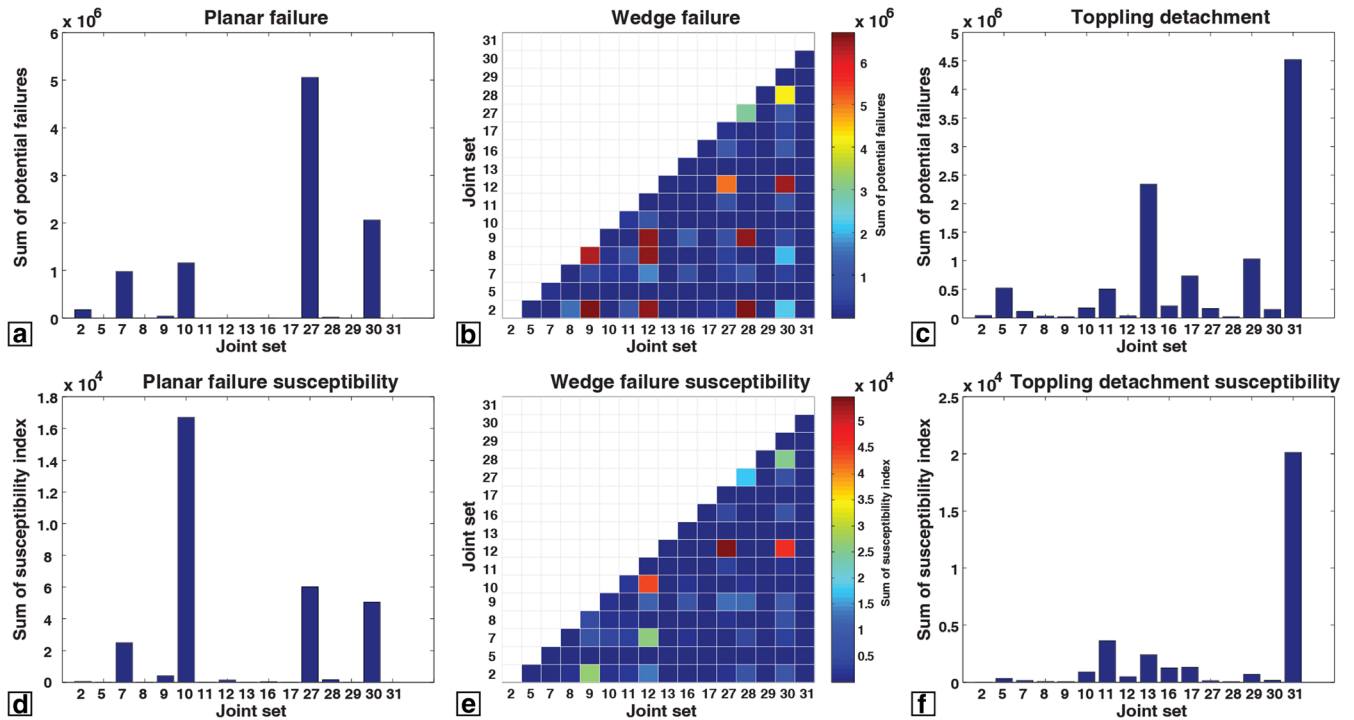 Planar failure
x 10^6
6
5
4
3
2
1
0
Sum of potential failures
2 5 7 8 9 10 11 12 13 16 17 27 28 29 30 31
Joint set
a
Wedge failure
31
30
29
28
27
17
16
13
12
11
10
9
8
7
5
2
Joint set
2 5 7 8 9 10 11 12 13 16 17 27 28 29 30 31
Joint set
b
x 10^6
6
5
4
3
2
1
Sum of potential failures
Toppling detachment
x 10^6
5
4.5
4
3.5
3
2.5
2
1.5
1
0.5
0
Sum of potential failures
2 5 7 8 9 10 11 12 13 16 17 27 28 29 30 31
Joint set
c
Planar failure susceptibility
x 10^4
1.8
1.6
1.4
1.2
1.0
8
6
4
2
0
Sum of susceptibility index
2 5 7 8 9 10 11 12 13 16 17 27 28 29 30 31
Joint set
d
Wedge failure susceptibility
31
30
29
28
27
17
16
13
12
11
10
9
8
7
5
2
Joint set
2 5 7 8 9 10 11 12 13 16 17 27 28 29 30 31
Joint set
e
x 10^4
5
4.5
4
3.5
3
2.5
2
1.5
1
0.5
Sum of susceptibility index
Toppling detachment susceptibility
x 10^4
2.5
2
1.5
1
0.5
0
Sum of susceptibility index
2 5 7 8 9 10 11 12 13 16 17 27 28 29 30 31
Joint set
f